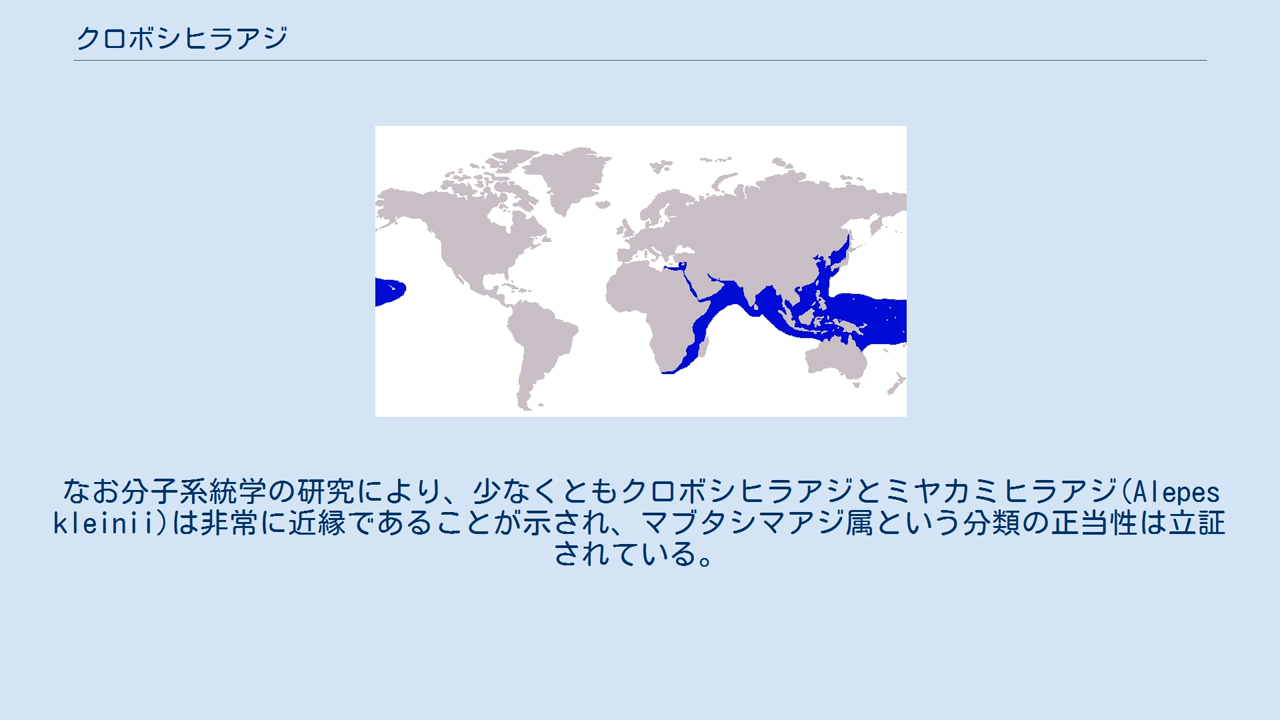 クロボシヒラアジ
なお分子系統学の研究により、少なくともクロボシヒラアジとミヤカミヒラアジ(Alepes
kleinii)は非常に近縁であることが示され、マブタシマアジ属という分類の正当性は立証
されている。